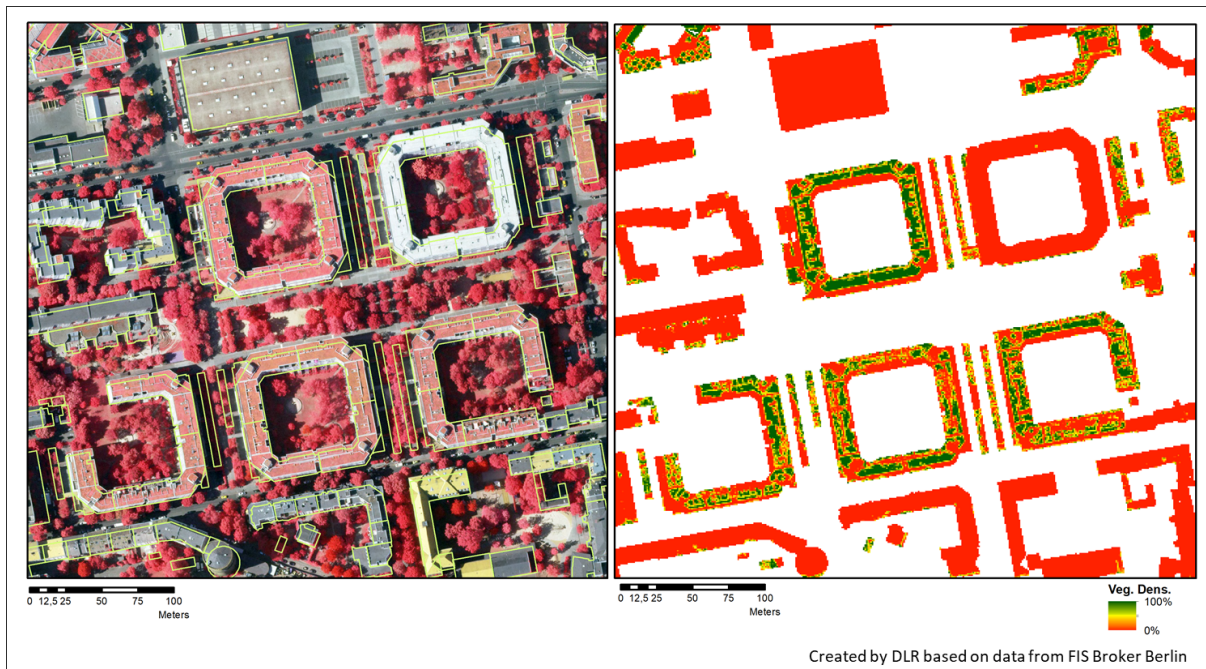 0 12,5 25 50 75 100
Meters
0 12,5 25 50 75 100
Meters
Veg. Dens.
100%
0%
Created by DLR based on data from FIS Broker Berlin